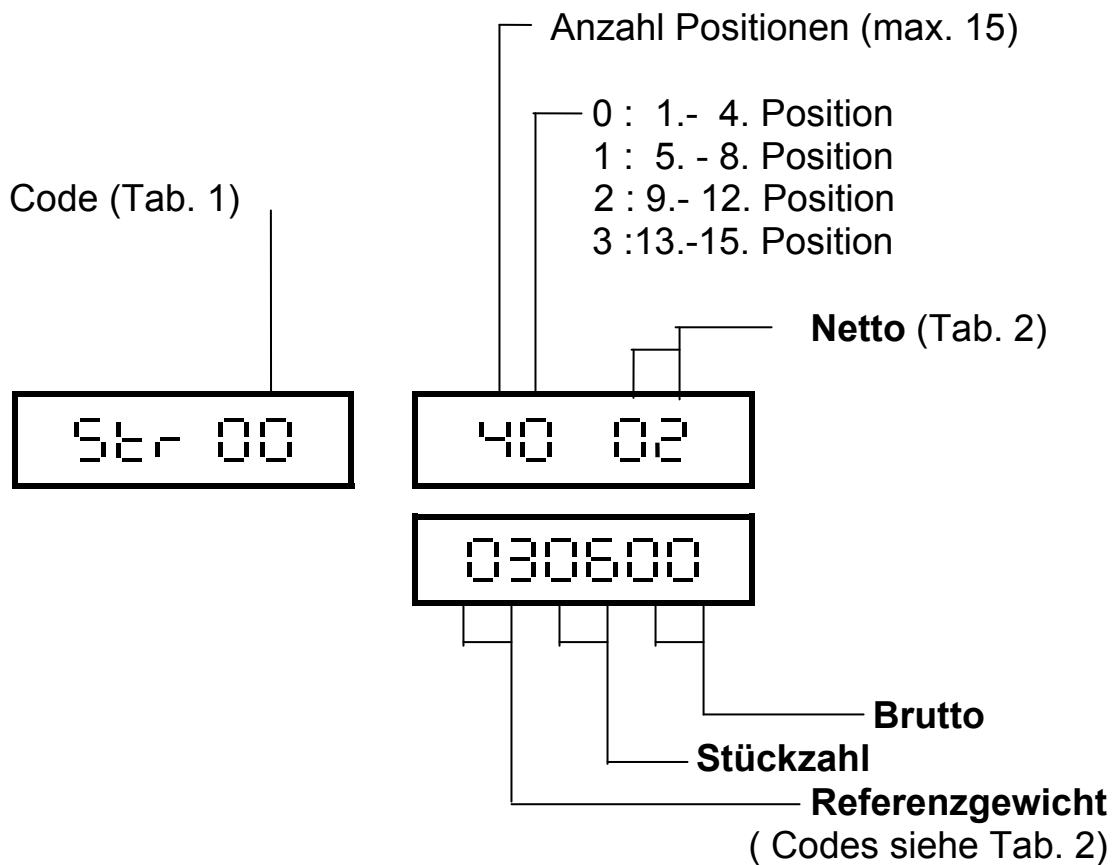 Anzahl Positionen (max. 15)
0 : 1.- 4. Position
1 : 5. - 8. Position
2 : 9.- 12. Position
3 :13.-15. Position
Code (Tab. 1)
Netto (Tab. 2)
Str 00
40 02
030600
Brutto
Stückzahl
Referenzgewicht
( Codes siehe Tab. 2)